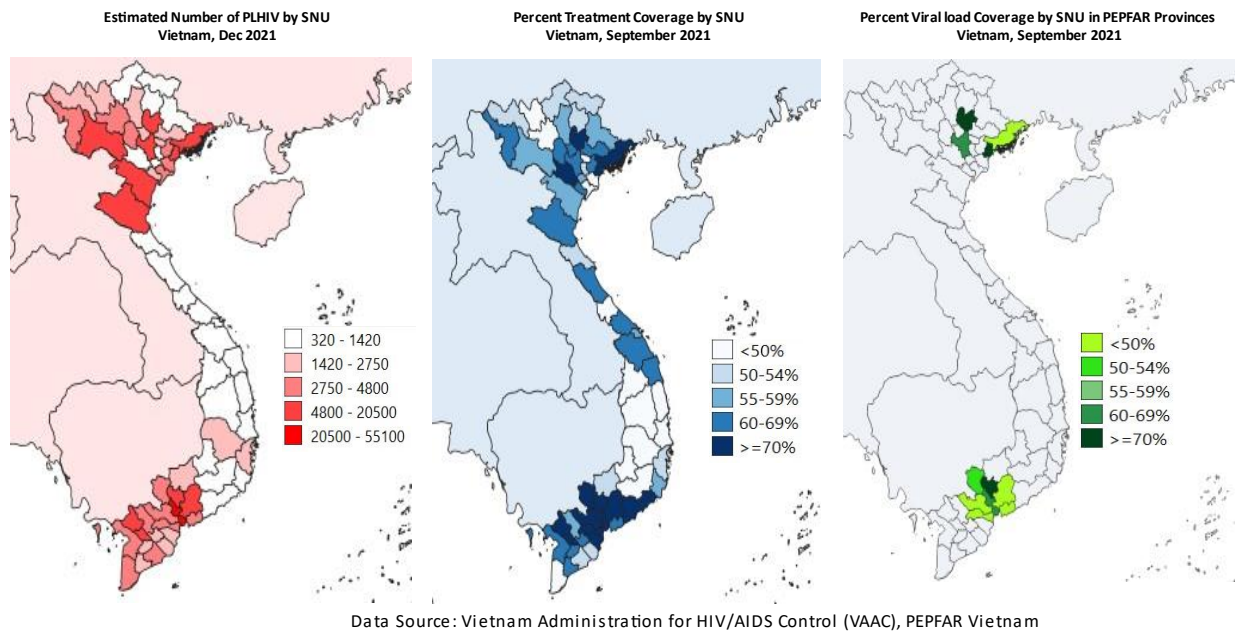 Estimated Number of PLHIV by SNU
Vietnam, Dec 2021
320 - 1420
1420 - 2750
2750 - 4800
4800 - 20500
20500 - 55100
Percent Treatment Coverage by SNU
Vietnam, September 2021
<50%
50-54%
55-59%
60-69%
>=70%
Percent Viral load Coverage by SNU in PEPFAR Provinces
Vietnam, September 2021
<50%
50-54%
55-59%
60-69%
>=70%
Data Source: Vietnam Administration for HIV/AIDS Control (VAAC), PEPFAR Vietnam